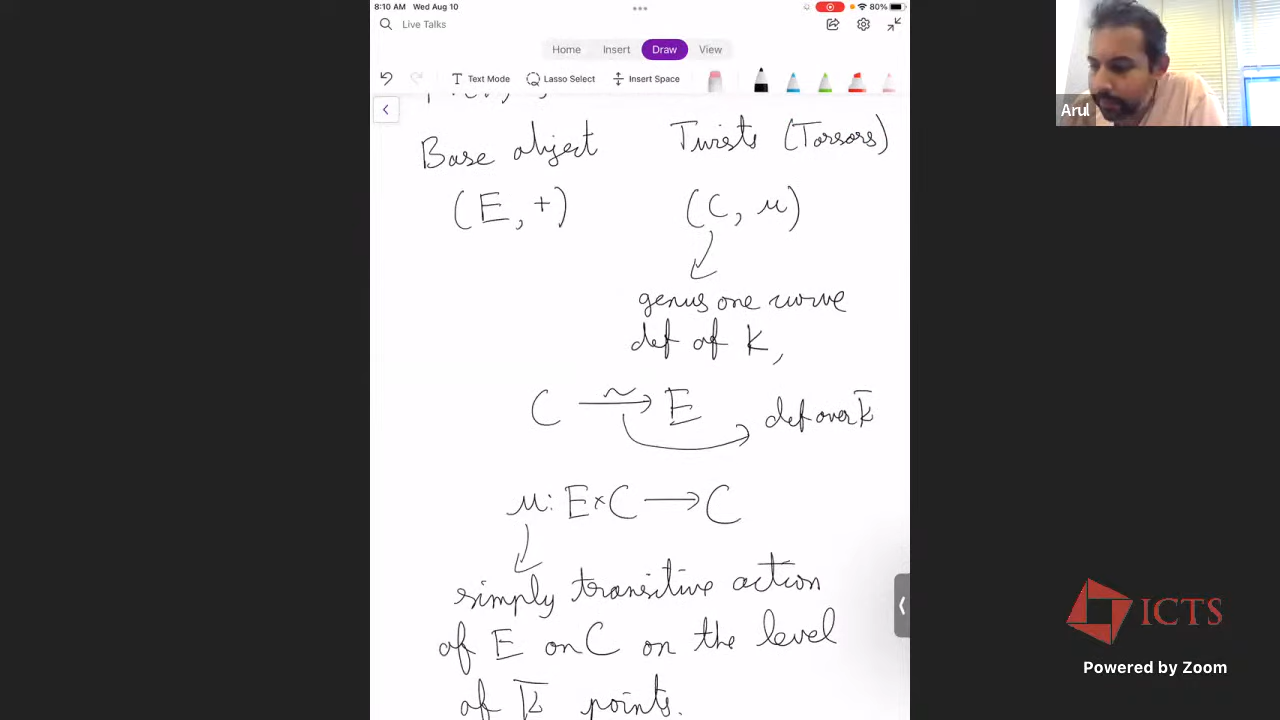 8:10 AM Wed Aug 10
80%
Live Talks
Home Insert Draw View
Text Mode Lasso Select Insert Space
Base object Twists (Torsors)
(E, +) (C, μ)
genus one curve
def of K,
C ⟶ E def over k̄
~
μ: E×C ⟶ C
simply transitive action
of E on C on the level
of K̄ points.
Arul
ICTS
Powered by Zoom